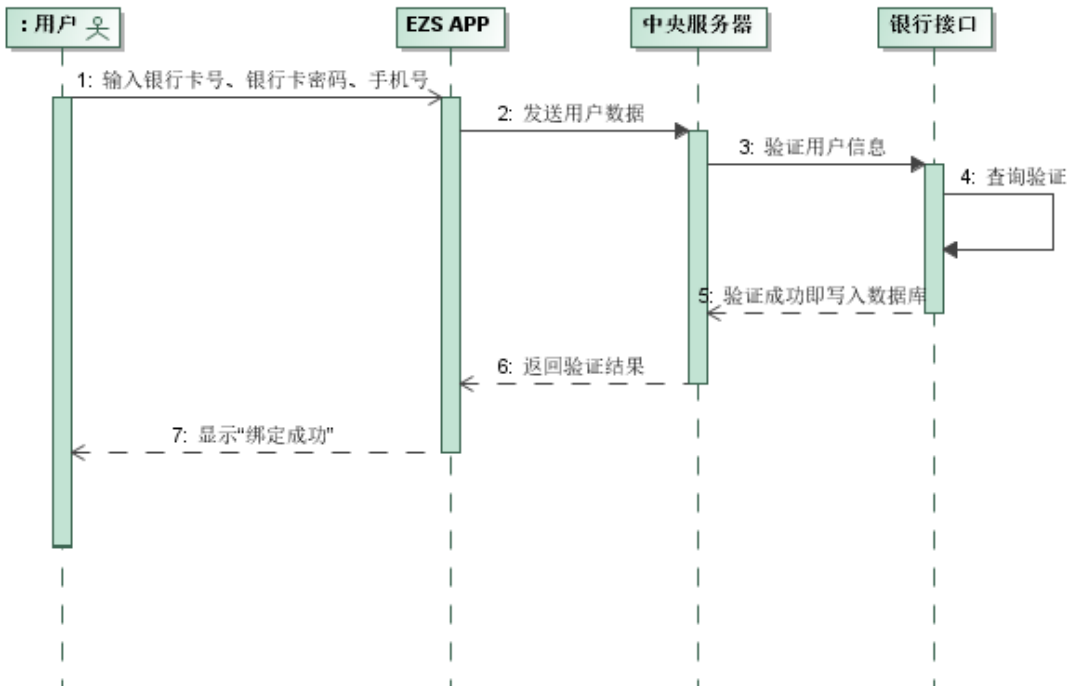 : 用户
EZS APP
中央服务器
银行接口
1: 输入银行卡号、银行卡密码、手机号
2: 发送用户数据
3: 验证用户信息
4: 查询验证
5: 验证成功即写入数据库
6: 返回验证结果
7: 显示“绑定成功”